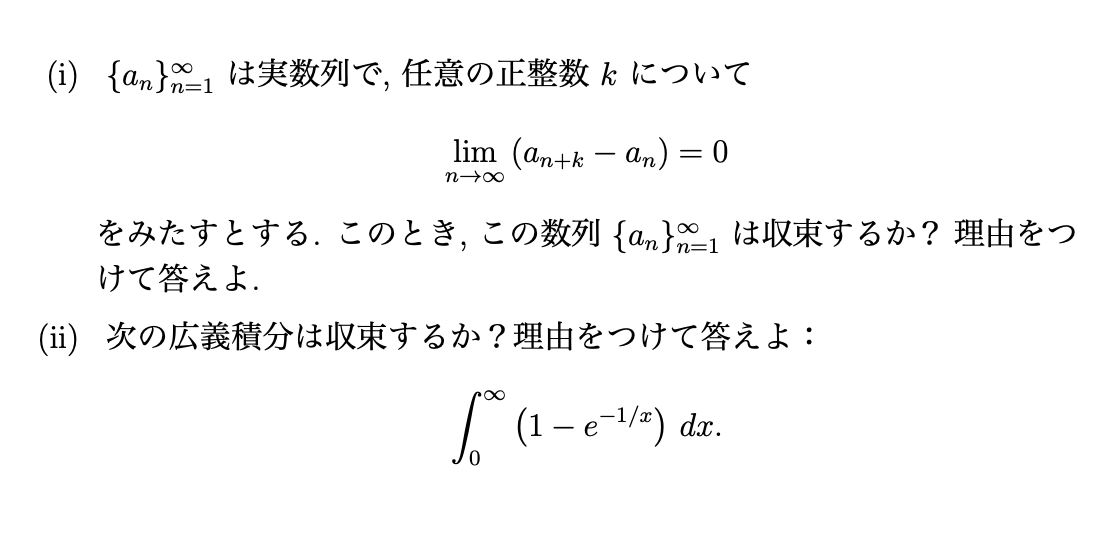 (i) $\{a_n\}_{n=1}^{\infty}$ は実数列で, 任意の正整数 $k$ について
$$\lim_{n\to\infty} (a_{n+k} - a_n) = 0$$
をみたすとする. このとき, この数列 $\{a_n\}_{n=1}^{\infty}$ は収束するか? 理由をつ
けて答えよ.
(ii) 次の広義積分は収束するか?理由をつけて答えよ:
$$\int_0^{\infty} \left(1 - e^{-1/x}\right) dx.$$